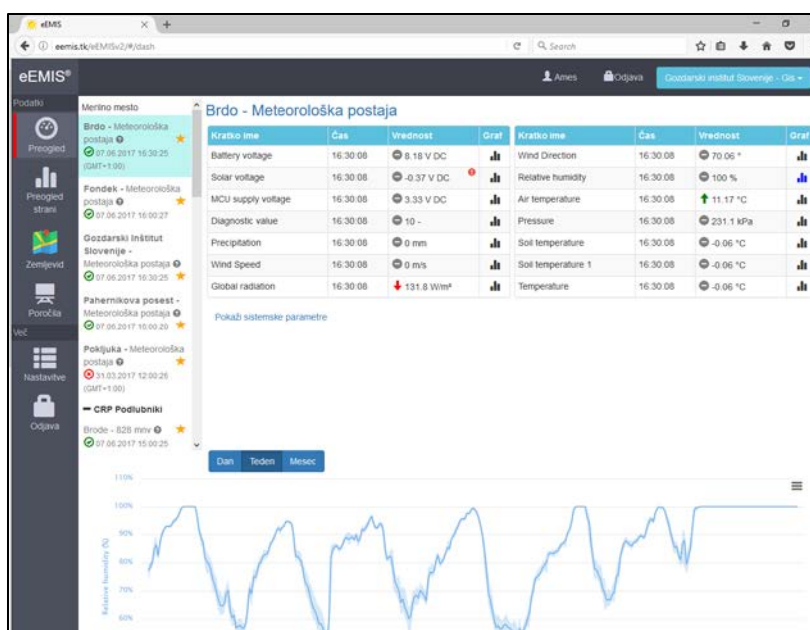 eEMIS
eemis.tk/eEMISv2/#/dash
Search
eEMIS®
Ames
Odjava
Gozdarski institut Slovenije - Gis
Podatki
Pregled
Pregled
strani
Zemljevid
Poročila
Več
Nastavitve
Odjava
Merilno mesto
Brdo - Meteorološka
postaja
07.06.2017 16:30:25
(GMT+1:00)
Fondek - Meteorološka
postaja
07.06.2017 16:00:27
Gozdarski Inštitut
Slovenije -
Meteorološka postaja
07.06.2017 16:30:25
Pahernikova posest -
Meteorološka postaja
07.06.2017 16:00:20
Pokljuka - Meteorološka
postaja
31.03.2017 12:00:26
(GMT+1:00)
CRP Podlubniki
Brode - 828 mnv
07.06.2017 15:00:25
Brdo - Meteorološka postaja
Kratko ime Čas Vrednost Graf Kratko ime Čas Vrednost Graf
Battery voltage 16:30:08 8.18 V DC Wind Direction 16:30:08 70.06 °
Solar voltage 16:30:08 -0.37 V DC Relative humidity 16:30:08 100 %
MCU supply voltage 16:30:08 3.33 V DC Air temperature 16:30:08 11.17 °C
Diagnostic value 16:30:08 10 - Pressure 16:30:08 231.1 kPa
Precipitation 16:30:08 0 mm Soil temperature 16:30:08 -0.06 °C
Wind Speed 16:30:08 0 m/s Soil temperature 1 16:30:08 -0.06 °C
Global radiation 16:30:08 131.8 W/m² Temperature 16:30:08 -0.06 °C
Pokaži sistemske parametre
Dan Teden Mesec
110%
100%
90%
80%
70%
60%
Relative humidity (%)